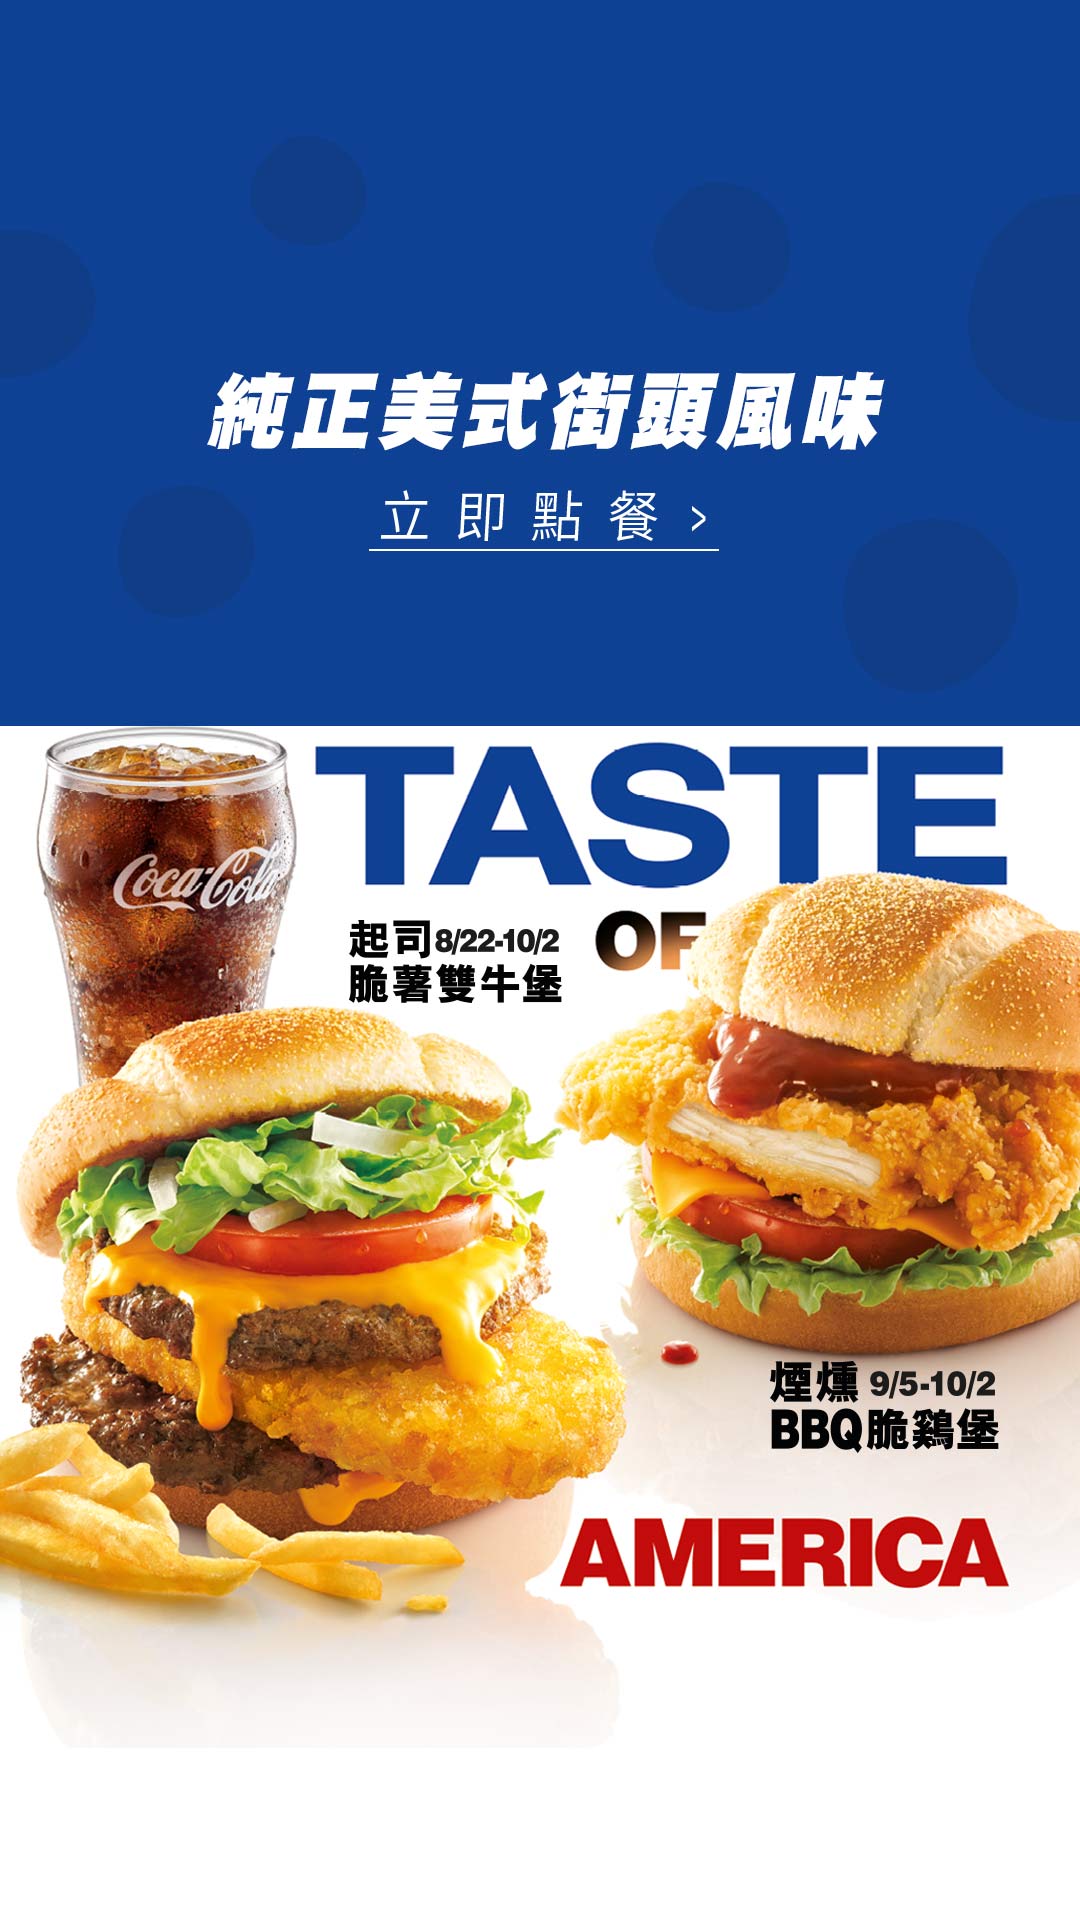 純正美式街頭風味
立即點餐 ›
TASTE
Coca-Cola
起司 8/22-10/2
脆薯雙牛堡
OF
煙燻 9/5-10/2
BBQ脆鷄堡
AMERICA